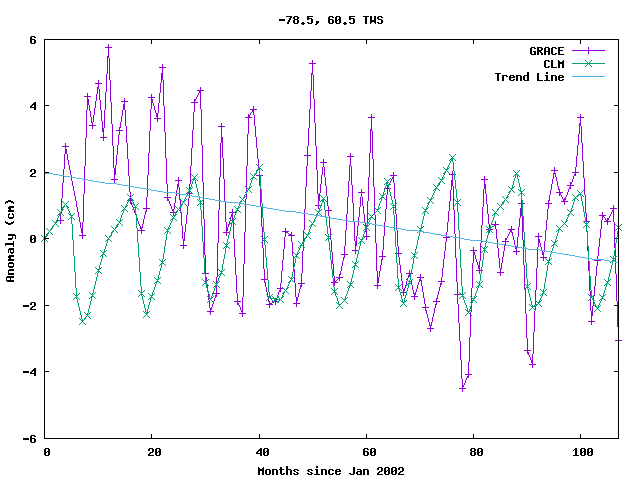 -78.5, 60.5 TWS
GRACE
CLM
Trend Line
6
4
2
0
-2
-4
-6
Anomaly (cm)
0 20 40 60 80 100
Months since Jan 2002